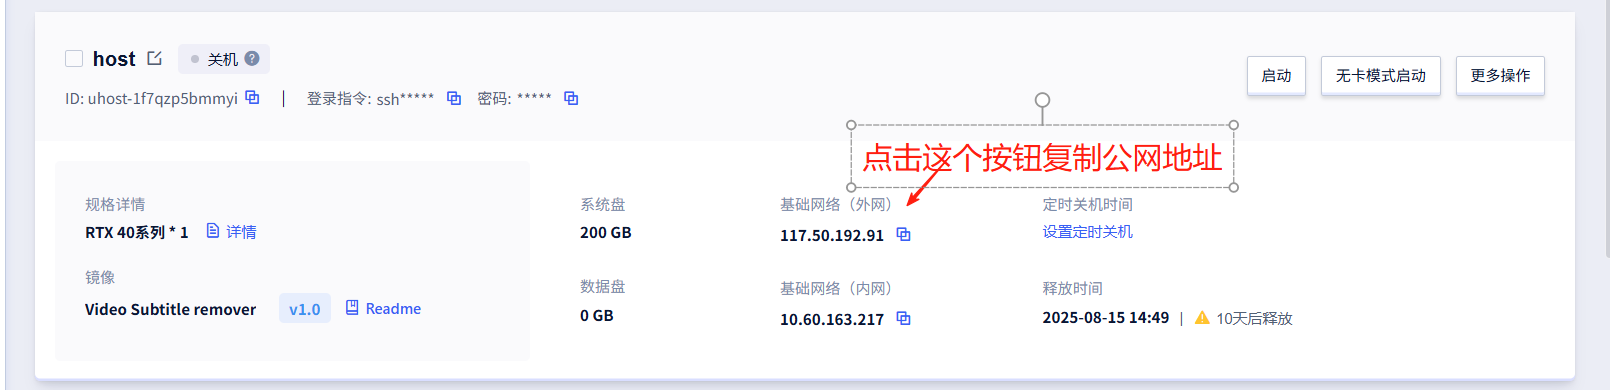 host 关机 ?
启动 无卡模式启动 更多操作
ID: uhost-1f7qzp5bmmyi | 登录指令: ssh***** 密码: *****
点击这个按钮复制公网地址
规格详情 系统盘 基础网络（外网） 定时关机时间
RTX 40系列 * 1 详情 200 GB 117.50.192.91 设置定时关机
镜像 数据盘 基础网络（内网） 释放时间
Video Subtitle remover v1.0 Readme 0 GB 10.60.163.217 2025-08-15 14:49 | 10天后释放